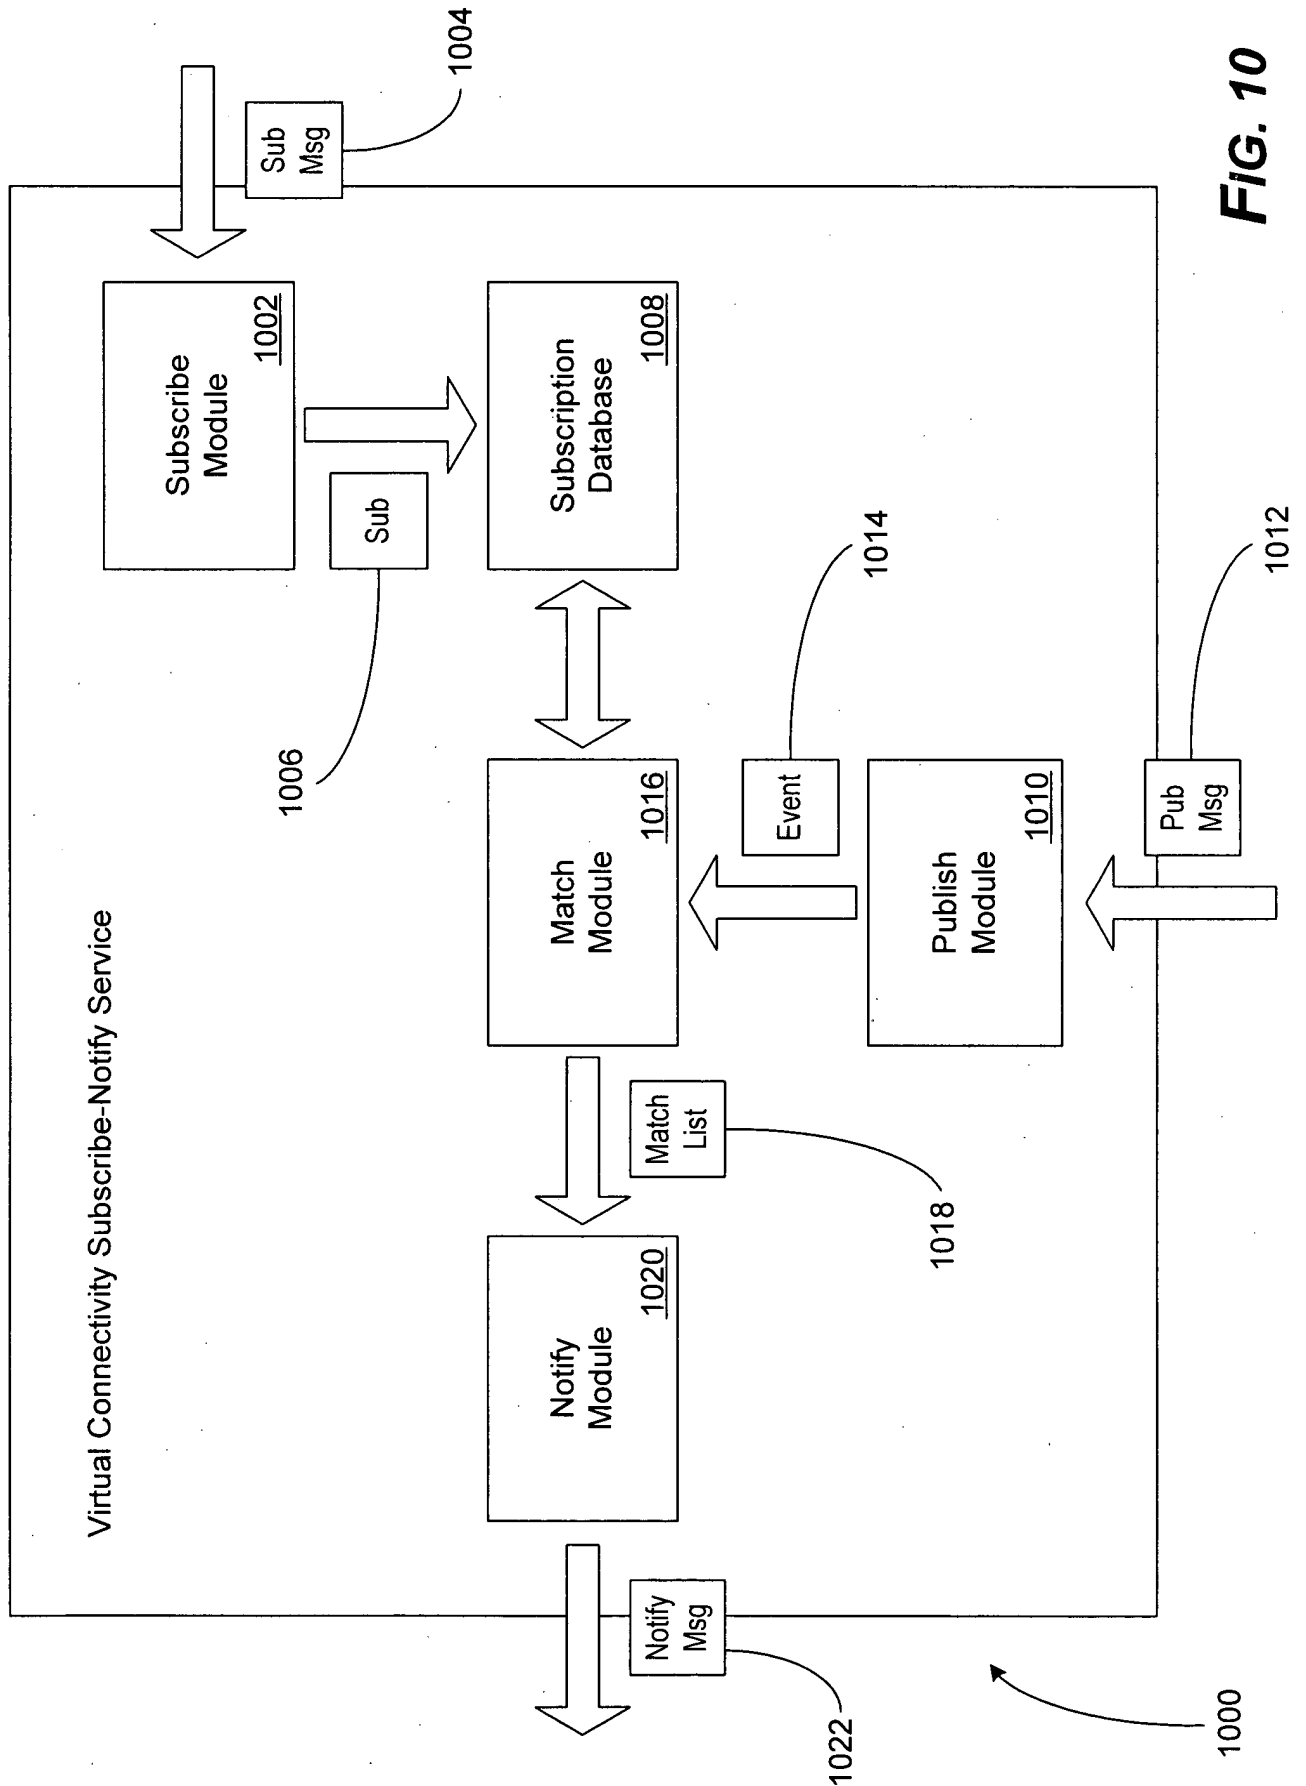 Virtual Connectivity Subscribe-Notify Service
Subscribe
Module
1002
Sub
Msg
1004
Sub
1006
Subscription
Database
1008
Match
Module
1016
Event
1014
Publish
Module
1010
Pub
Msg
1012
Match
List
1018
Notify
Module
1020
Notify
Msg
1022
1000
FIG. 10